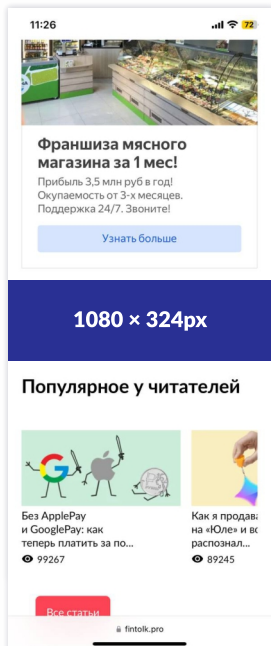 11:26
72
Франшиза мясного
магазина за 1 мес!
Прибыль 3,5 млн руб в год!
Окупаемость от 3-х месяцев.
Поддержка 24/7. Звоните!
Узнать больше
1080 × 324px
Популярное у читателей
Без ApplePay
и GooglePay: как
теперь платить за по...
99267
Как я продава
на «Юле» и
распознал...
89245
Все статьи
fintolk.pro